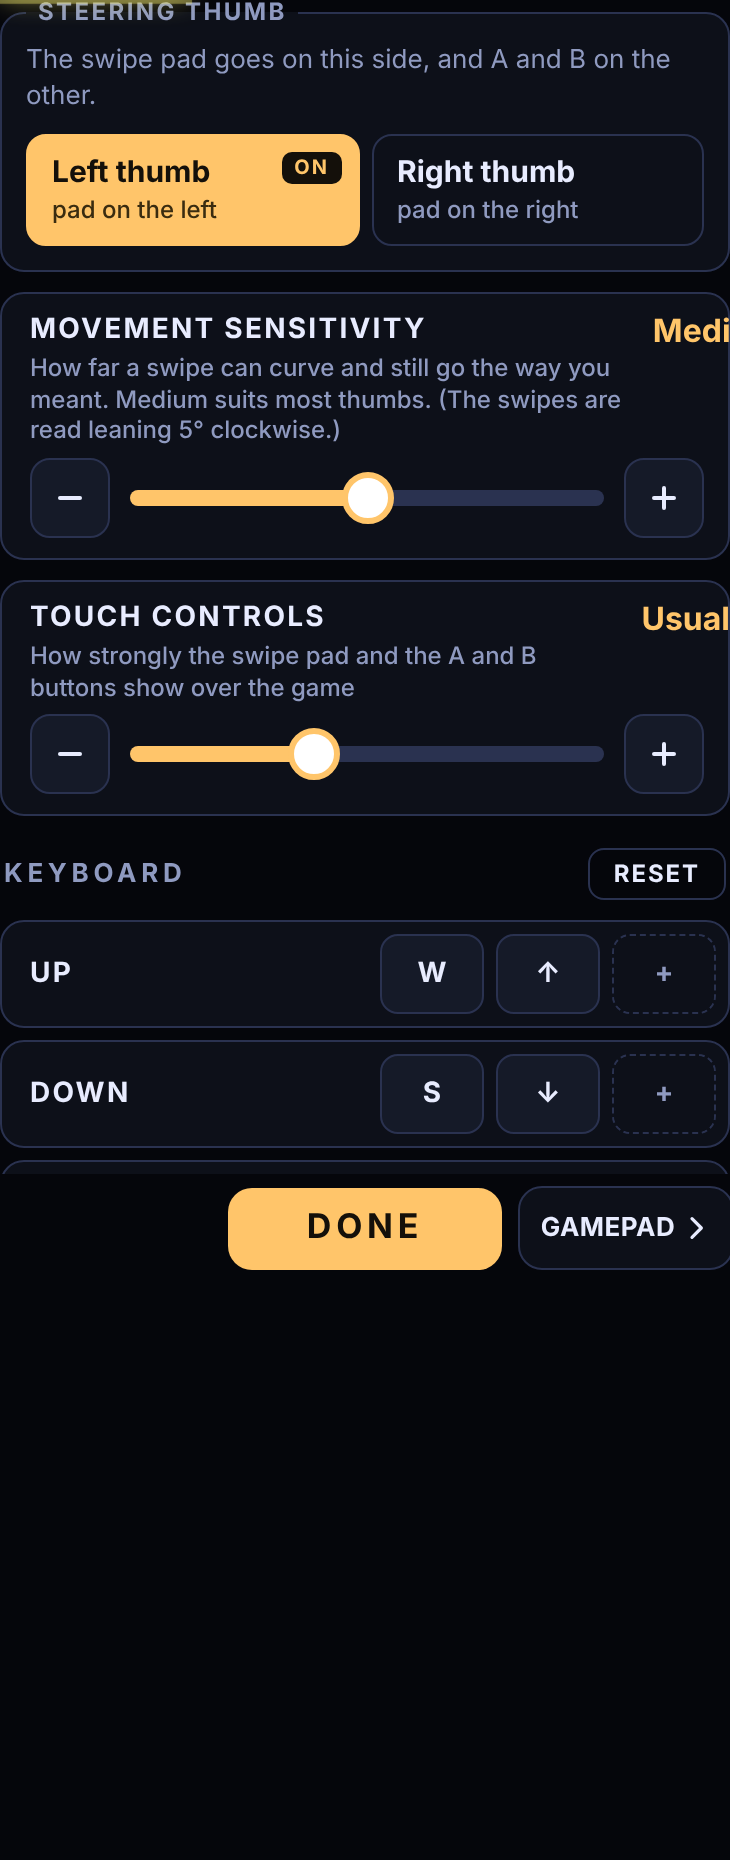 STEERING THUMB
The swipe pad goes on this side, and A and B on the
other.
Left thumb
ON
pad on the left
Right thumb
pad on the right
MOVEMENT SENSITIVITY
Medi
How far a swipe can curve and still go the way you
meant. Medium suits most thumbs. (The swipes are
read leaning 5° clockwise.)
−
+
TOUCH CONTROLS
Usual
How strongly the swipe pad and the A and B
buttons show over the game
−
+
KEYBOARD
RESET
UP
W
↑
+
DOWN
S
↓
+
DONE
GAMEPAD >